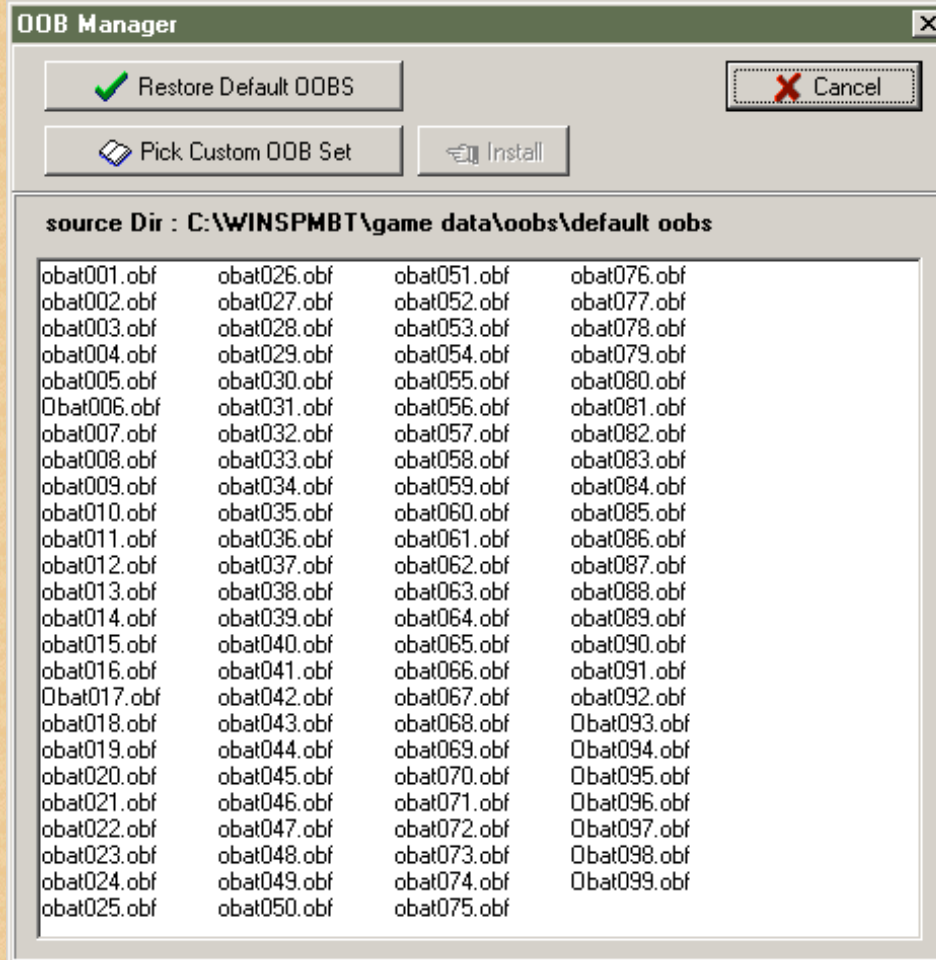 OOB Manager
Restore Default OOBS
Cancel
Pick Custom OOB Set
Install
source Dir : C:\WINSPMBT\game data\oobs\default oobs
obat001.obf obat026.obf obat051.obf obat076.obf
obat002.obf obat027.obf obat052.obf obat077.obf
obat003.obf obat028.obf obat053.obf obat078.obf
obat004.obf obat029.obf obat054.obf obat079.obf
obat005.obf obat030.obf obat055.obf obat080.obf
Obat006.obf obat031.obf obat056.obf obat081.obf
obat007.obf obat032.obf obat057.obf obat082.obf
obat008.obf obat033.obf obat058.obf obat083.obf
obat009.obf obat034.obf obat059.obf obat084.obf
obat010.obf obat035.obf obat060.obf obat085.obf
obat011.obf obat036.obf obat061.obf obat086.obf
obat012.obf obat037.obf obat062.obf obat087.obf
obat013.obf obat038.obf obat063.obf obat088.obf
obat014.obf obat039.obf obat064.obf obat089.obf
obat015.obf obat040.obf obat065.obf obat090.obf
obat016.obf obat041.obf obat066.obf obat091.obf
Obat017.obf obat042.obf obat067.obf obat092.obf
obat018.obf obat043.obf obat068.obf Obat093.obf
obat019.obf obat044.obf obat069.obf Obat094.obf
obat020.obf obat045.obf obat070.obf Obat095.obf
obat021.obf obat046.obf obat071.obf Obat096.obf
obat022.obf obat047.obf obat072.obf Obat097.obf
obat023.obf obat048.obf obat073.obf Obat098.obf
obat024.obf obat049.obf obat074.obf Obat099.obf
obat025.obf obat050.obf obat075.obf